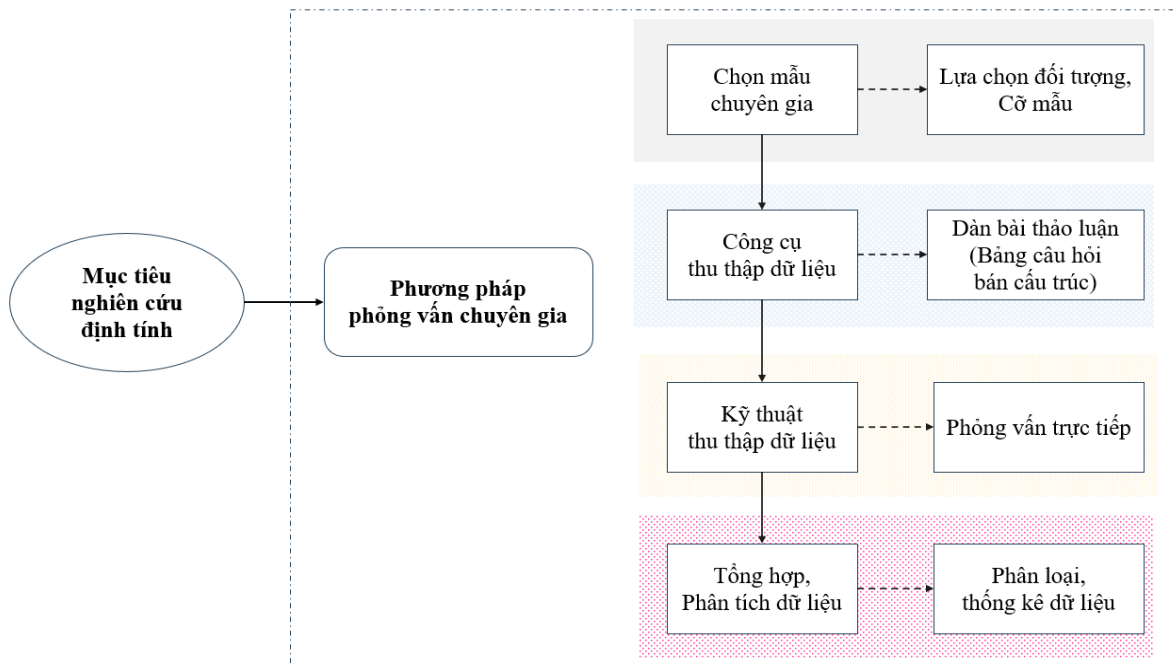 Mục tiêu
nghiên cứu
định tính
Phương pháp
phỏng vấn chuyên gia
Chọn mẫu
chuyên gia
Lựa chọn đối tượng,
Cỡ mẫu
Công cụ
thu thập dữ liệu
Dàn bài thảo luận
(Bảng câu hỏi
bán cấu trúc)
Kỹ thuật
thu thập dữ liệu
Phỏng vấn trực tiếp
Tổng hợp,
Phân tích dữ liệu
Phân loại,
thống kê dữ liệu